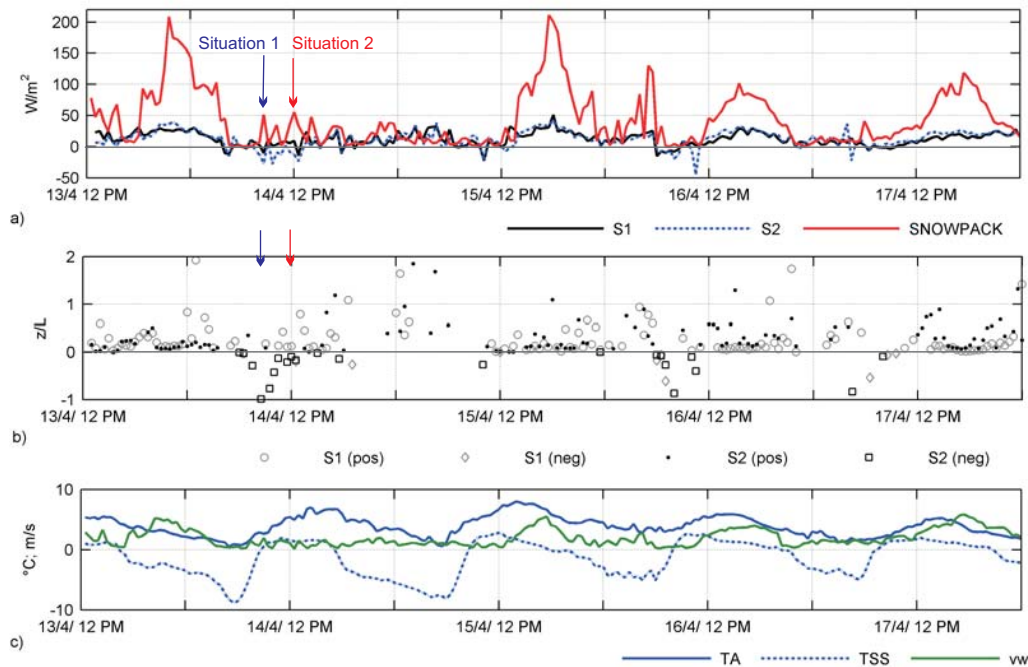 200
Situation 1 Situation 2
150
W/m²
100
50
0
-50
13/4 12 PM 14/4 12 PM 15/4 12 PM 16/4 12 PM 17/4 12 PM
a)
S1 S2 SNOWPACK
2
1
z/L
0
-1
13/4/ 12 PM 14/4/ 12 PM 15/4/ 12 PM 16/4/ 12 PM 17/4/ 12 PM
b)
S1 (pos) S1 (neg) S2 (pos) S2 (neg)
10
°C; m/s
0
-10
13/4/ 12 PM 14/4/ 12 PM 15/4/ 12 PM 16/4/ 12 PM 17/4/ 12 PM
c)
TA TSS vw